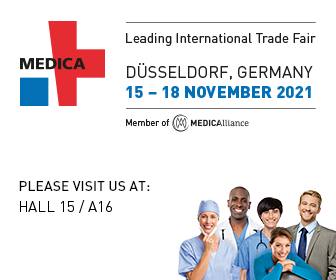 MEDICA
Leading International Trade Fair
DÜSSELDORF, GERMANY
15 – 18 NOVEMBER 2021
Member of MEDICAlliance
PLEASE VISIT US AT:
HALL 15 / A16